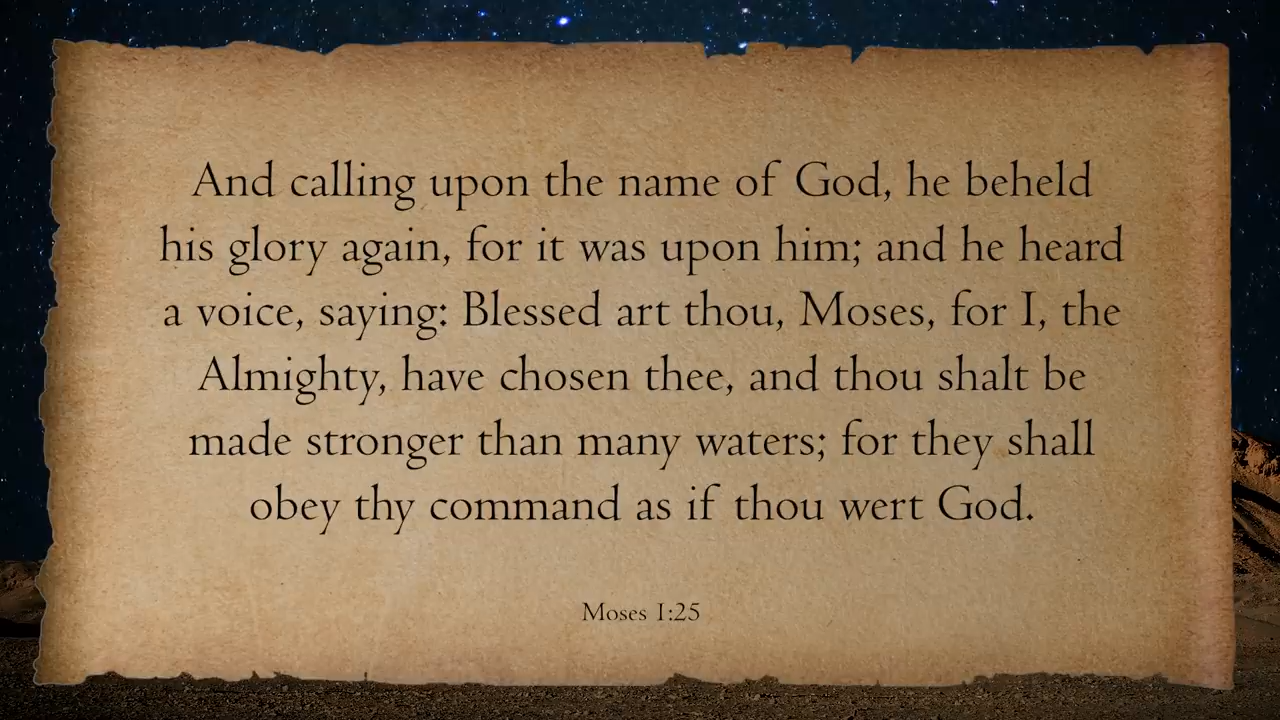 And calling upon the name of God, he beheld
his glory again, for it was upon him; and he heard
a voice, saying: Blessed art thou, Moses, for I, the
Almighty, have chosen thee, and thou shalt be
made stronger than many waters; for they shall
obey thy command as if thou wert God.
Moses 1:25